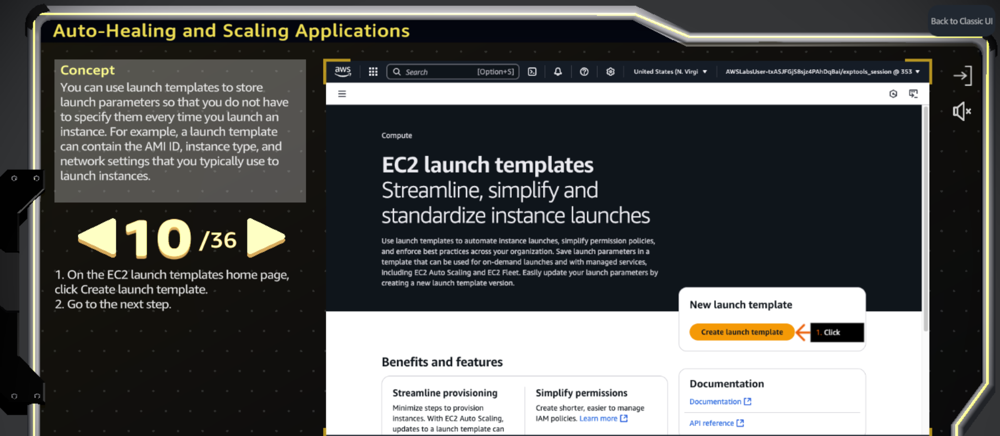 Back to Classic UI
Auto-Healing and Scaling Applications
Concept
You can use launch templates to store
launch parameters so that you do not have
to specify them every time you launch an
instance. For example, a launch template
can contain the AMI ID, instance type, and
network settings that you typically use to
launch instances.
10 /36
1. On the EC2 launch templates home page,
click Create launch template.
2. Go to the next step.
aws Search [Option+S] United States (N. Virgi AWSLabsUser-txASJFGjS8sjz4PAhDqBai/exptools_session @ 353
Compute
EC2 launch templates
Streamline, simplify and
standardize instance launches
Use launch templates to automate instance launches, simplify permission policies,
and enforce best practices across your organization. Save launch parameters in a
template that can be used for on-demand launches and with managed services,
including EC2 Auto Scaling and EC2 Fleet. Easily update your launch parameters by
creating a new launch template version.
New launch template
Create launch template
1. Click
Benefits and features
Streamline provisioning
Minimize steps to provision
instances. With EC2 Auto Scaling,
updates to a launch template can
Simplify permissions
Create shorter, easier to manage
IAM policies. Learn more
Documentation
Documentation
API reference